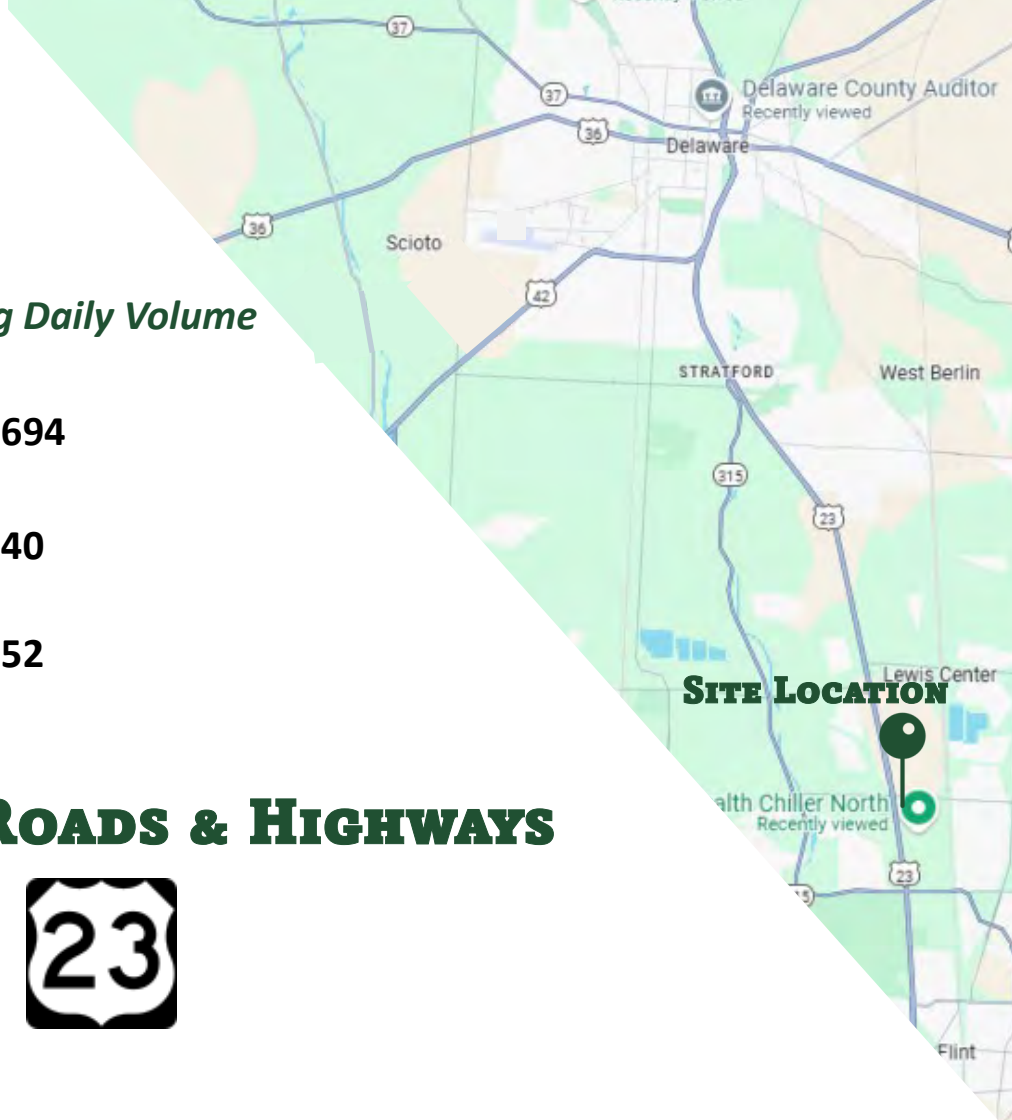 37
Delaware County Auditor
Recently viewed
37
36
Delaware
36
Scioto
42
g Daily Volume
STRATFORD
West Berlin
694
315
23
40
52
Lewis Center
SITE LOCATION
alth Chiller North
Recently viewed
ROADS & HIGHWAYS
23
15
23
Flint